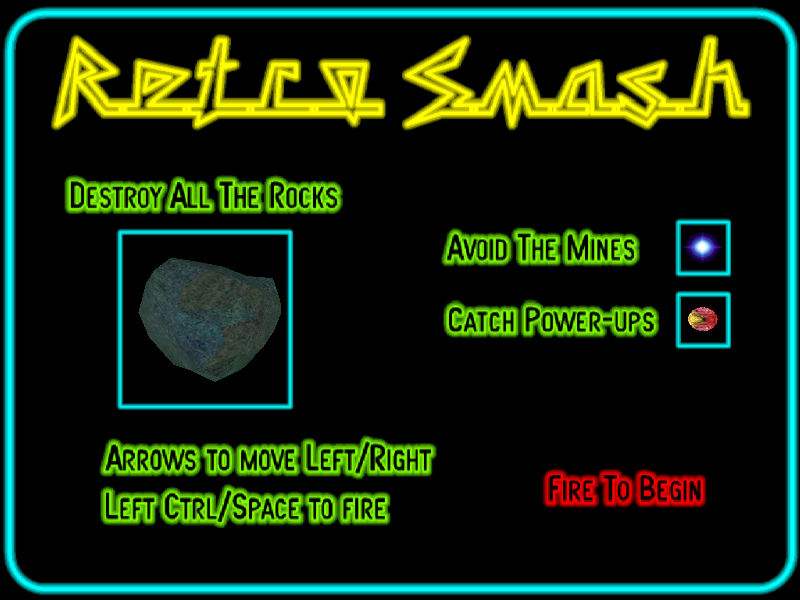 Retro Smash
Destroy All The Rocks
Avoid The Mines
Catch Power-ups
Arrows to move Left/Right
Left Ctrl/Space to fire
Fire To Begin